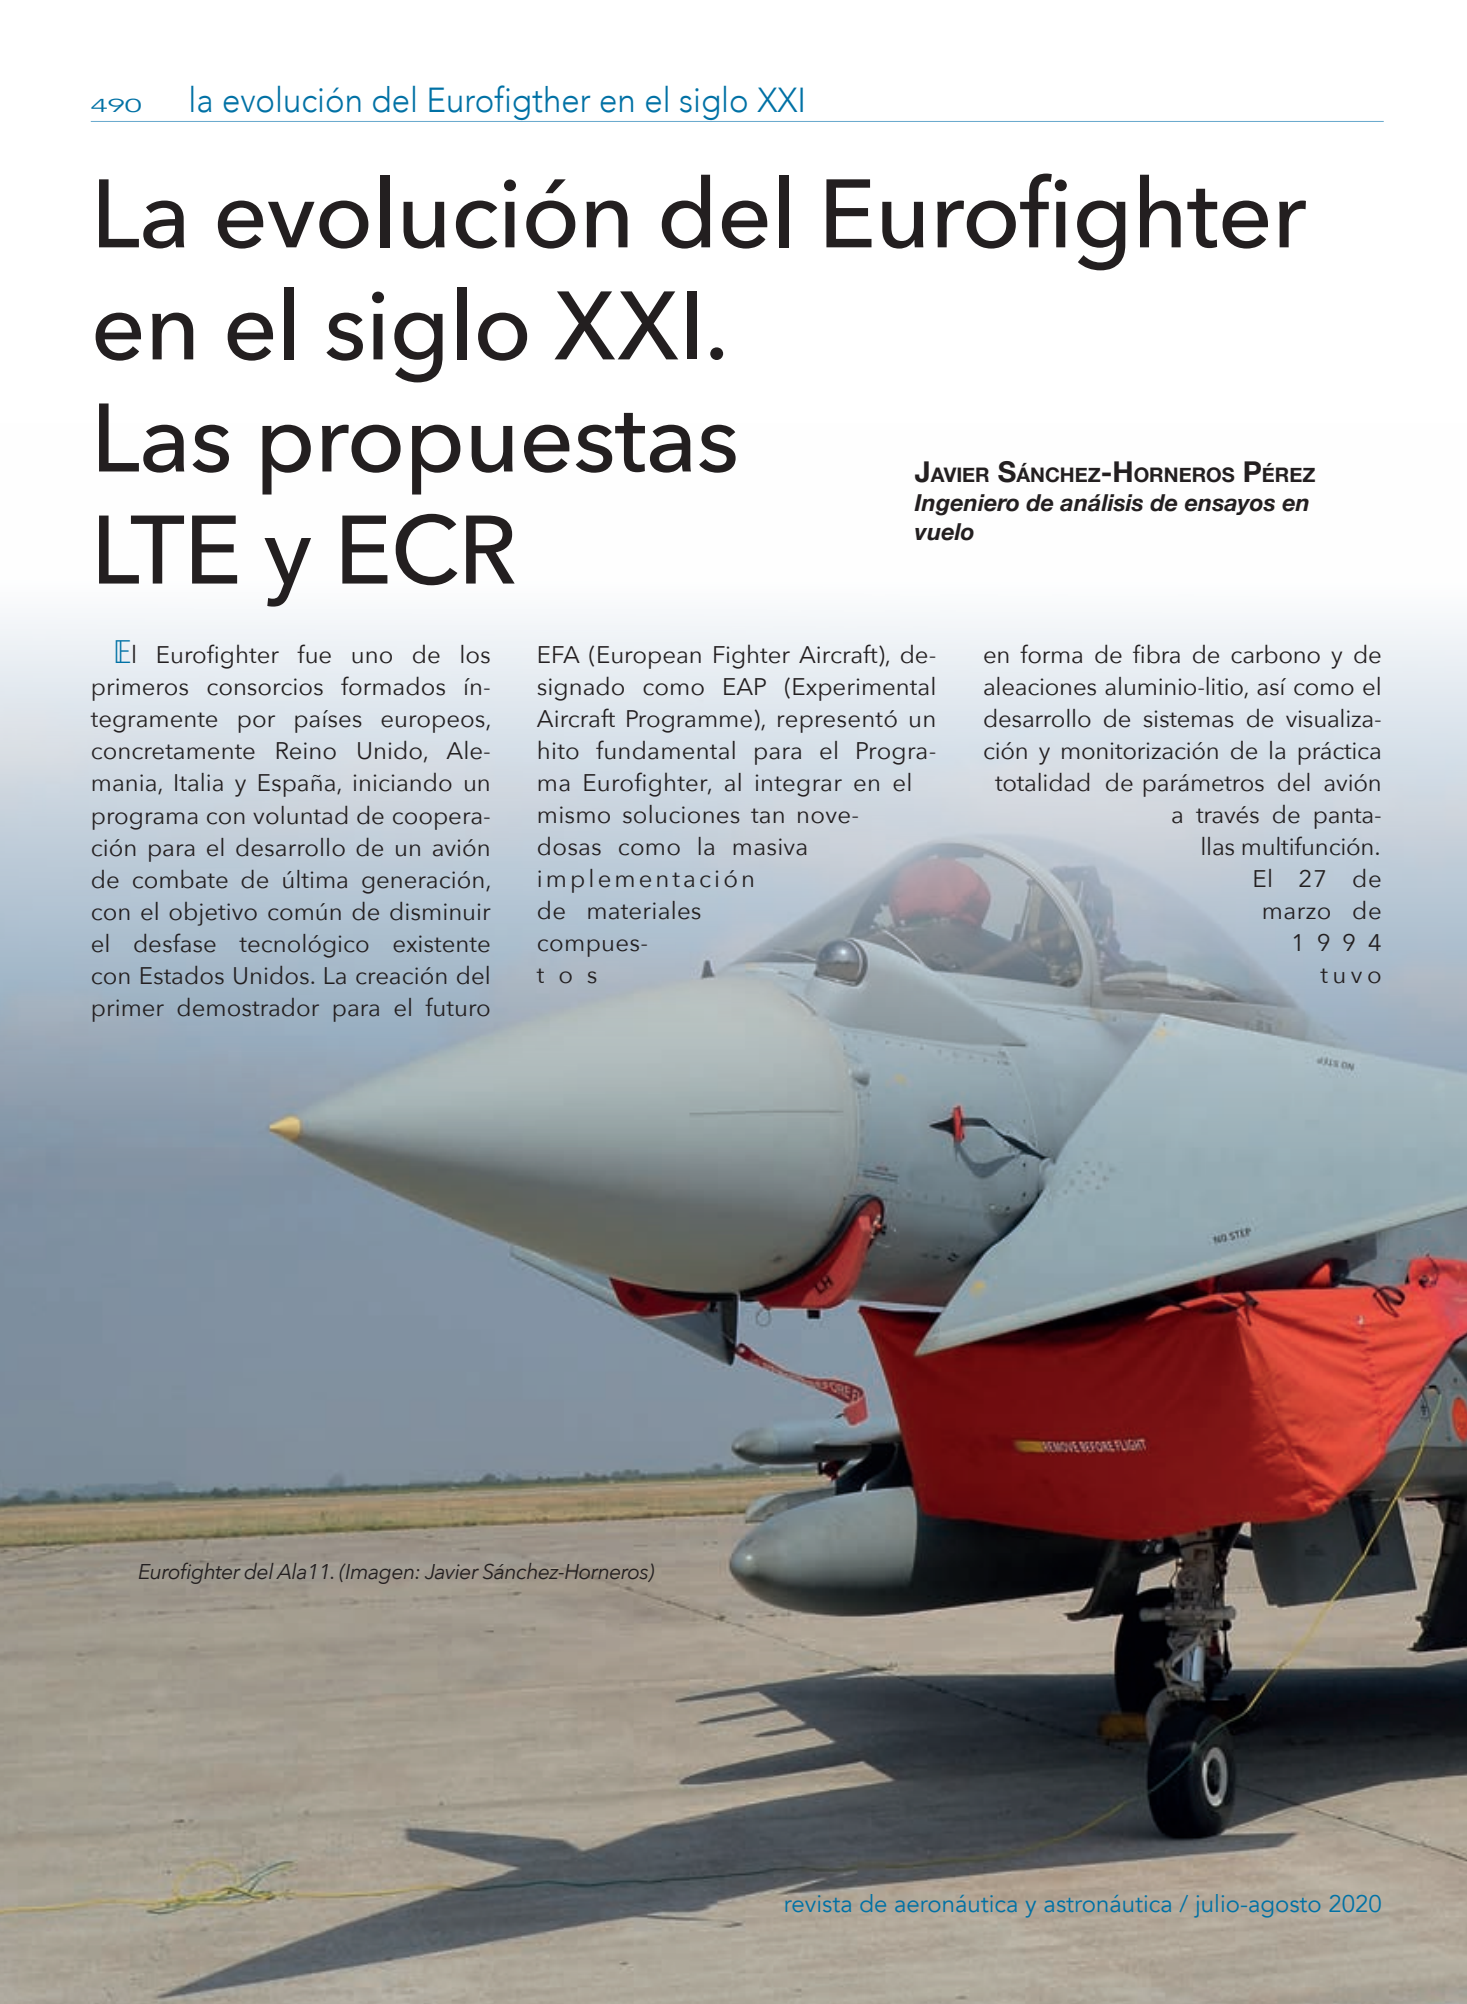 490 la evolución del Eurofigther en el siglo XXI
La evolución del Eurofighter
en el siglo XXI.
Las propuestas
LTE y ECR
Javier Sánchez-Horneros Pérez
Ingeniero de análisis de ensayos en
vuelo
El Eurofighter fue uno de los
primeros consorcios formados ín-
tegramente por países europeos,
concretamente Reino Unido, Ale-
mania, Italia y España, iniciando un
programa con voluntad de coopera-
ción para el desarrollo de un avión
de combate de última generación,
con el objetivo común de disminuir
el desfase tecnológico existente
con Estados Unidos. La creación del
primer demostrador para el futuro
EFA (European Fighter Aircraft), de-
signado como EAP (Experimental
Aircraft Programme), representó un
hito fundamental para el Progra-
ma Eurofighter, al integrar en el
mismo soluciones tan nove-
dosas como la masiva
implementación
de materiales
compues-
tos
en forma de fibra de carbono y de
aleaciones aluminio-litio, así como el
desarrollo de sistemas de visualiza-
ción y monitorización de la práctica
totalidad de parámetros del avión
a través de panta-
llas multifunción.
El 27 de
marzo de
1994
tuvo
NO STEP
NO STEP
LH
REMOVE BEFORE FLIGHT
Eurofighter del Ala11. (Imagen: Javier Sánchez-Horneros)
revista de aeronáutica y astronáutica / julio-agosto 2020